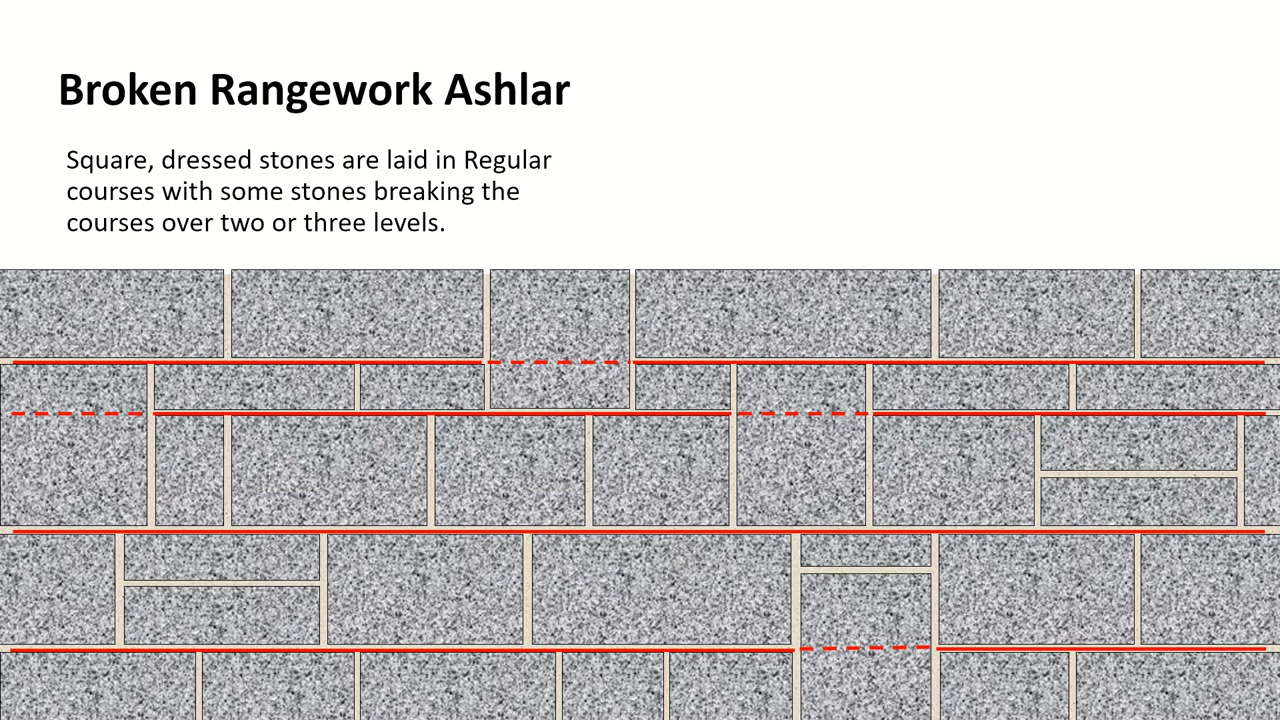 Broken Rangework Ashlar
Square, dressed stones are laid in Regular
courses with some stones breaking the
courses over two or three levels.